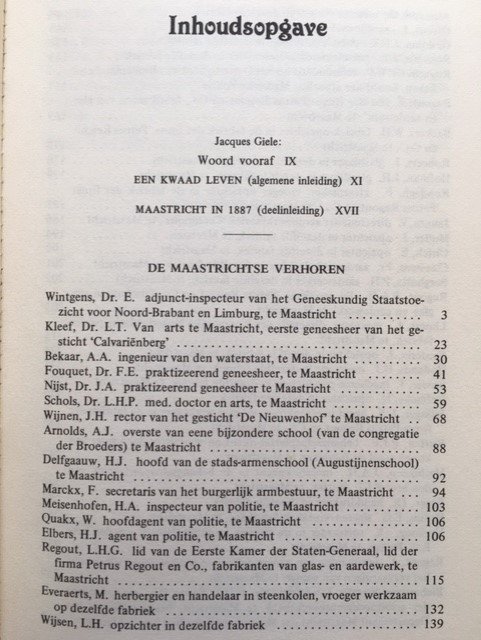 Inhoudsopgave
Jacques Giele:
Woord vooraf IX
EEN KWAAD LEVEN (algemene inleiding) XI
MAASTRICHT IN 1887 (deelinleiding) XVII
DE MAASTRICHTSE VERHOREN
Wintgens, Dr. E. adjunct-inspecteur van het Geneeskundig Staatstoe-
zicht voor Noord-Brabant en Limburg, te Maastricht ........... 3
Kleef, Dr. L.T. Van arts te Maastricht, eerste geneesheer van het ge-
sticht 'Calvariënberg' ........... 23
Bekaar, A.A. ingenieur van den waterstaat, te Maastricht ........... 30
Fouquet, Dr. F.E. praktizeerend geneesheer, te Maastricht ........... 41
Nijst, Dr. J.A. praktizeerend geneesheer te Maastricht ........... 53
Schols, Dr. L.H.P. med. doctor en arts, te Maastricht ........... 59
Wijnen, J.H. rector van het gesticht 'De Nieuwenhof' te Maastricht .. 68
Arnolds, A.J. overste van eene bijzondere school (van de congregatie
der Broeders) te Maastricht ........... 88
Delfgaauw, H.J. hoofd van de stads-armenschool (Augustijnenschool)
te Maastricht ........... 92
Marckx, F. secretaris van het burgerlijk armbestuur, te Maastricht ... 94
Meisenhofen, H.A. inspecteur van politie, te Maastricht ........... 103
Quakx, W. hoofdagent van politie, te Maastricht ........... 106
Elbers, H.J. agent van politie, te Maastricht ........... 106
Regout, L.H.G. lid van de Eerste Kamer der Staten-Generaal, lid der
firma Petrus Regout en Co., fabrikanten van glas- en aardewerk, te
Maastricht ........... 115
Everaerts, M. herbergier en handelaar in steenkolen, vroeger werkzaam
op dezelfde fabriek ........... 132
Wijsen, L.H. opzichter in dezelfde fabriek ........... 139